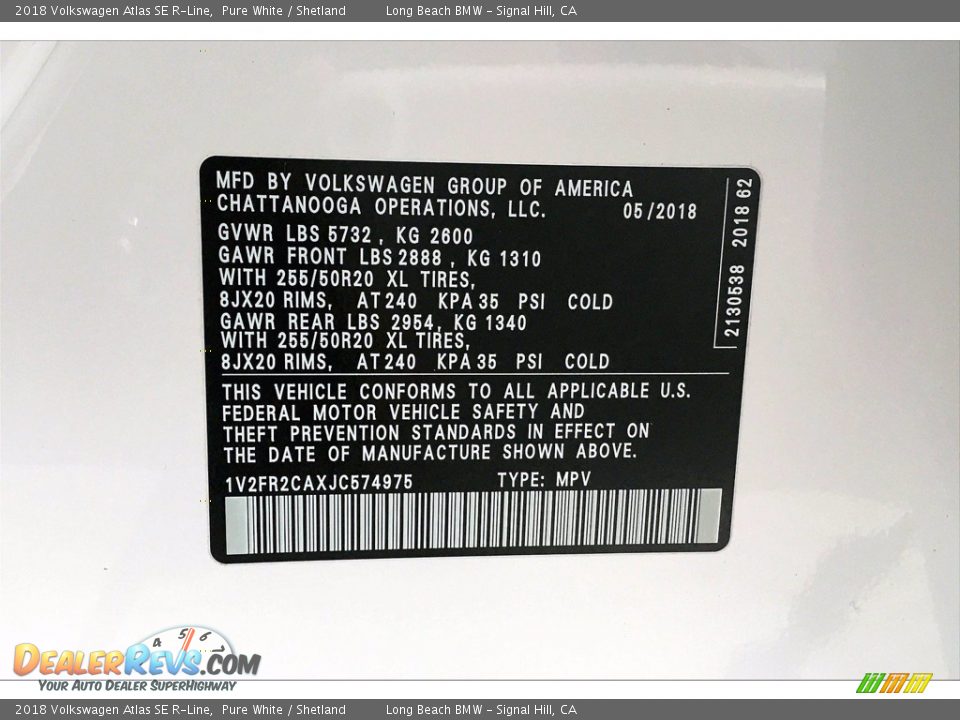 2018 Volkswagen Atlas SE R-Line, Pure White / Shetland Long Beach BMW - Signal Hill, CA
MFD BY VOLKSWAGEN GROUP OF AMERICA
CHATTANOOGA OPERATIONS, LLC. 05/2018
GVWR LBS 5732 , KG 2600
GAWR FRONT LBS 2888 , KG 1310
WITH 255/50R20 XL TIRES,
8JX20 RIMS, AT 240 KPA 35 PSI COLD
GAWR REAR LBS 2954, KG 1340
WITH 255/50R20 XL TIRES,
8JX20 RIMS, AT 240 KPA 35 PSI COLD
THIS VEHICLE CONFORMS TO ALL APPLICABLE U.S.
FEDERAL MOTOR VEHICLE SAFETY AND
THEFT PREVENTION STANDARDS IN EFFECT ON
THE DATE OF MANUFACTURE SHOWN ABOVE.
1V2FR2CAXJC574975 TYPE: MPV
2130538 2018 62
4 5 6 7
DEALERREVS.COM
YOUR AUTO DEALER SUPERHIGHWAY
2018 Volkswagen Atlas SE R-Line, Pure White / Shetland Long Beach BMW - Signal Hill, CA